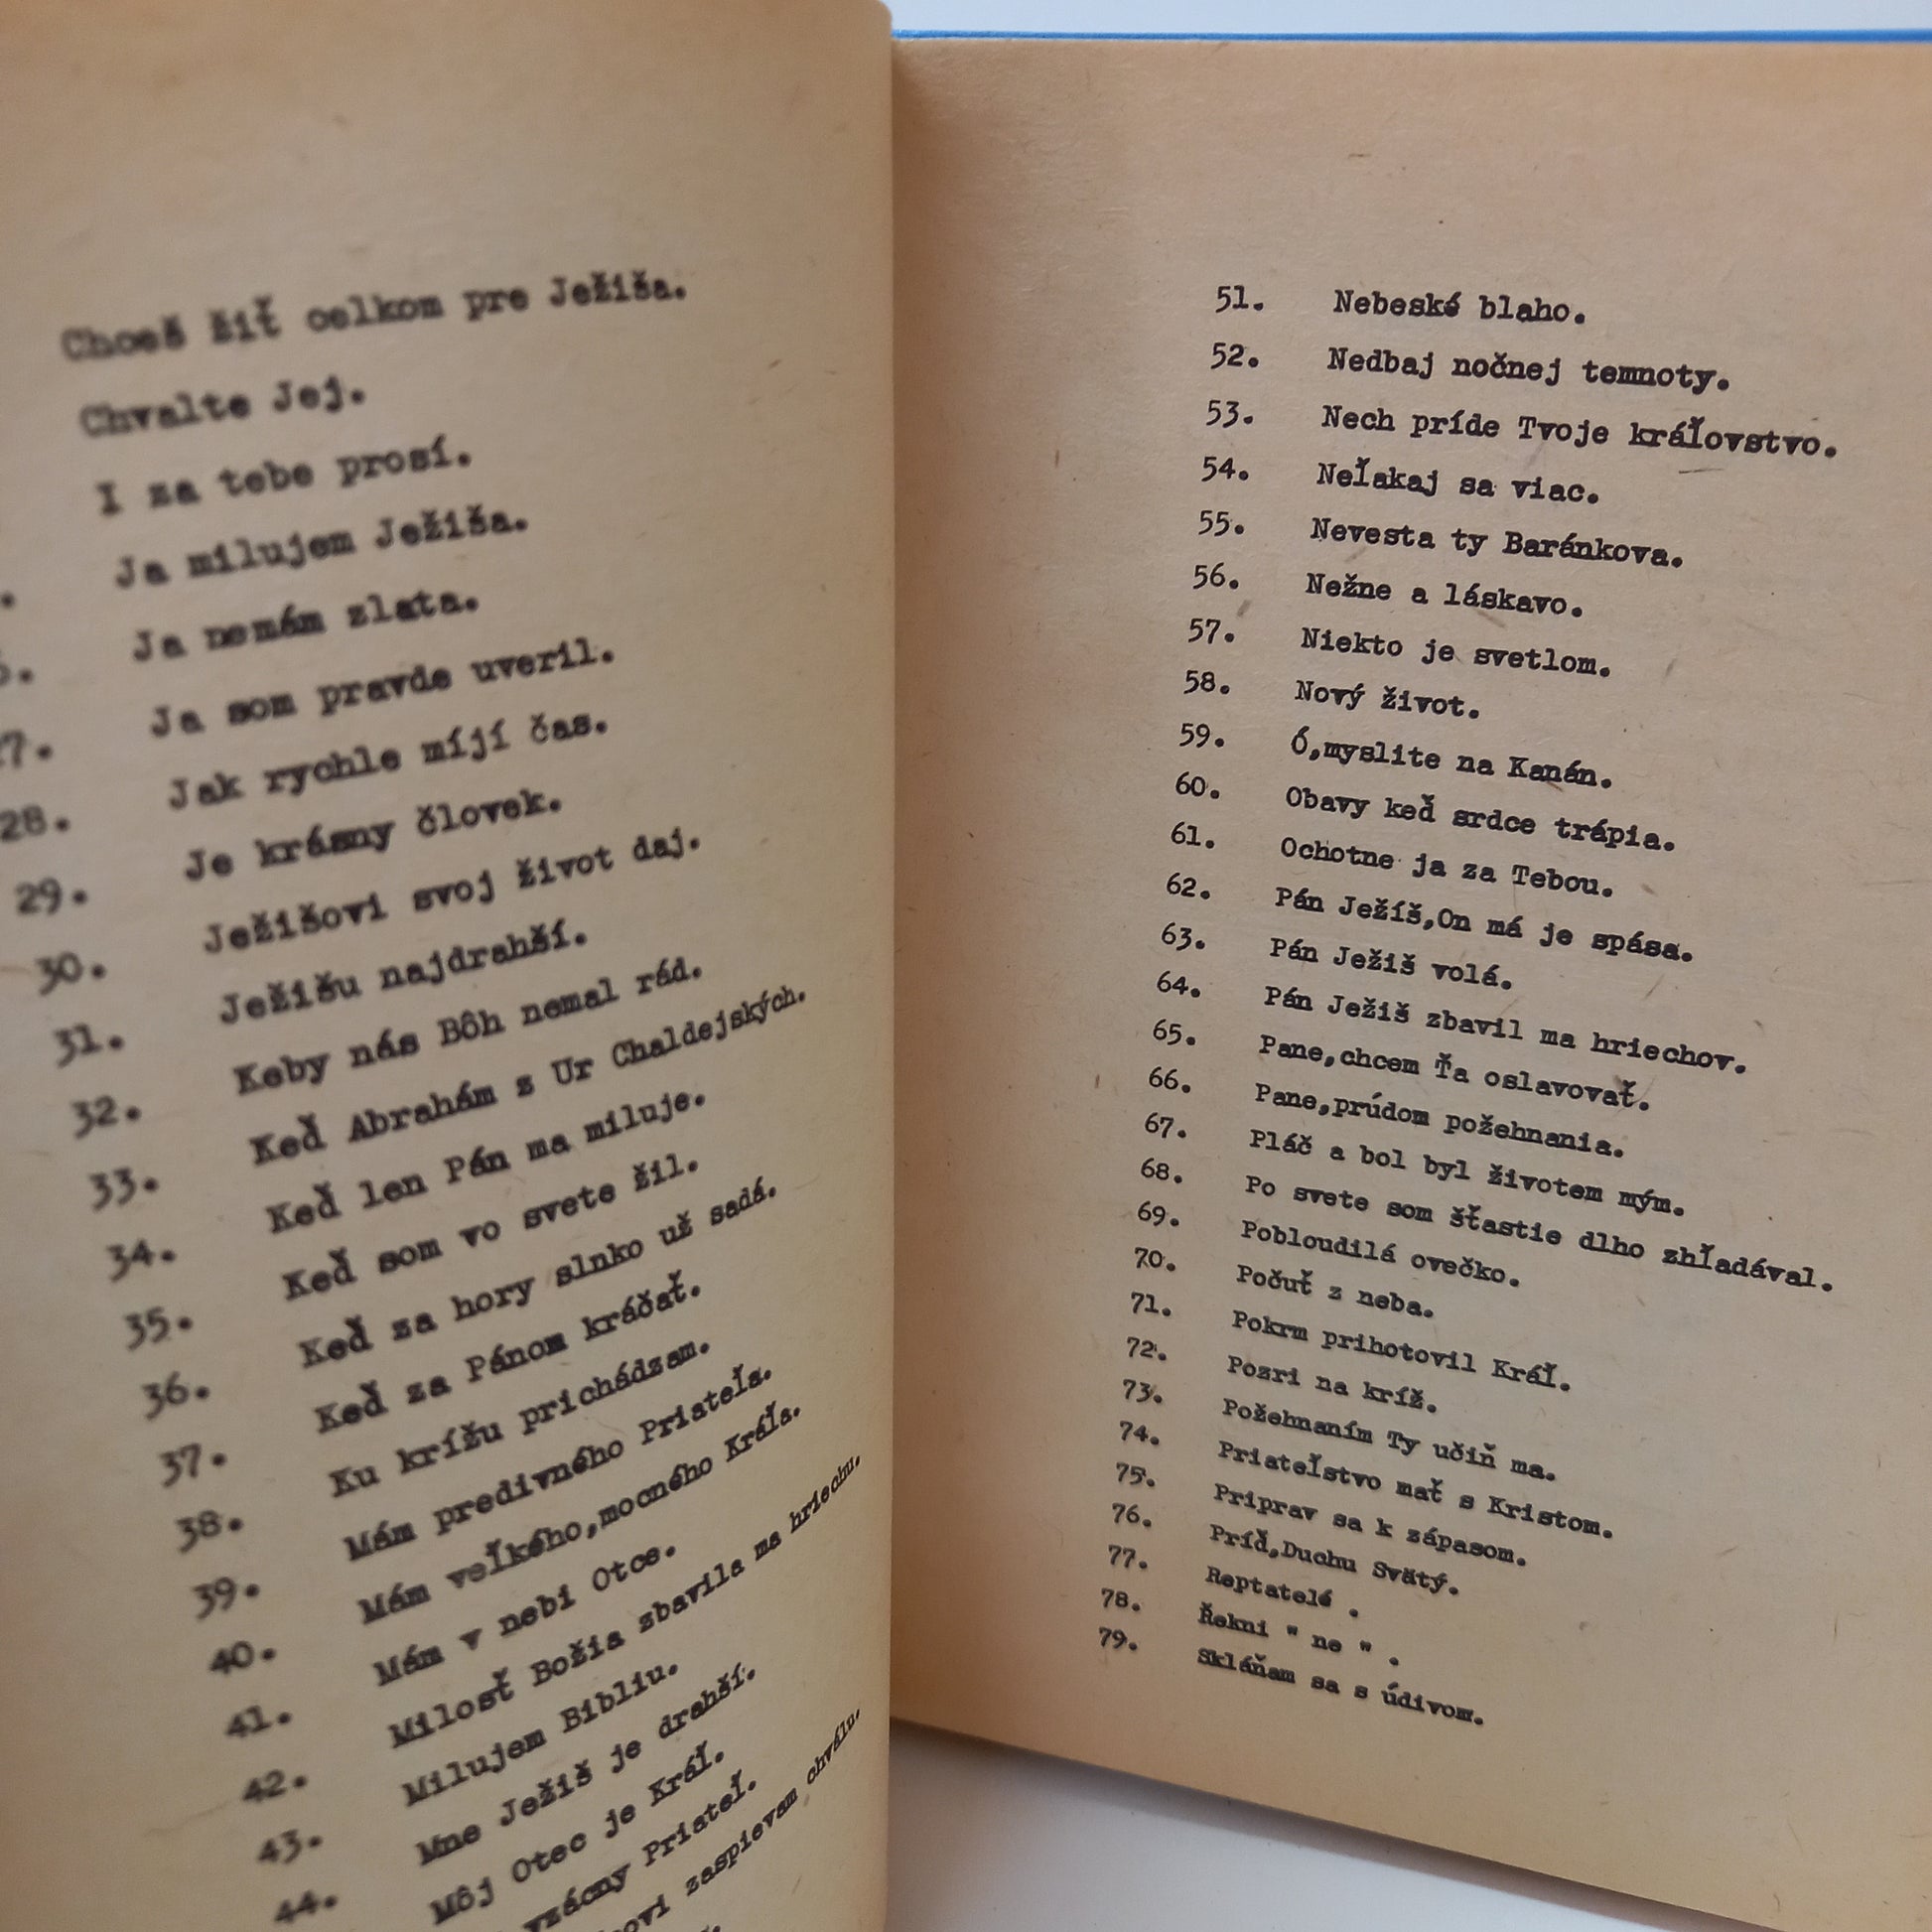 Chceš žiť celkom pre Ježiša.
Chvalte Jej.
I za tebe prosí.
Ja milujem Ježiša.
Ja nemám zlata.
27. Ja som pravde uveril.
28. Jak rychle míjí čas.
29. Je krásny človek.
30. Ježišovi svoj život daj.
31. Ježišu najdrahší.
32. Keby nás Bôh nemal rád.
33. Keď Abrahám s Ur Chaldejských.
34. Keď len Pán ma miluje.
35. Keď som vo svete žil.
36. Keď za hory slnko už sadá.
37. Keď za Pánom kráčať.
38. Ku krížu prichádzam.
39. Mám predivného Priateľa.
40. Mám veľkého,mocného Kráľa.
41. Mám v nebi Otce.
42. Milosť Božia zbavila ma hriechu.
43. Milujem Bibliu.
44. Mne Ježiš je drahší.
Môj Otec je Kráľ.
vzácny Priateľ.
zaspievam chválu.
51. Nebeské blaho.
52. Nedbaj nočnej temnoty.
53. Nech príde Tvoje kráľovstvo.
54. Neľakaj sa viac.
55. Nevesta ty Baránkova.
56. Nežne a láskavo.
57. Niekto je svetlom.
58. Nový život.
59. Ó,myslite na Kanán.
60. Obavy keď srdce trápia.
61. Ochotne ja za Tebou.
62. Pán Ježíš,On má je spása.
63. Pán Ježiš volá.
64. Pán Ježiš zbavil ma hriechov.
65. Pane,chcem Ťa oslavovať.
66. Pane,prúdom požehnania.
67. Pláč a bol byl životem mým.
68. Po svete som šťastie dlho zhľadával.
69. Pobloudilá ovečko.
70. Počuť z neba.
71. Pokrm prihotovil Kráľ.
72. Pozri na kríž.
73. Požehnaním Ty učiň ma.
74. Priateľstvo mať s Kristom.
75. Priprav sa k zápasom.
76. Príď,Duchu Svätý.
77. Reptatelé .
78. Řekni " ne " .
79. Skláňam sa s údivom.